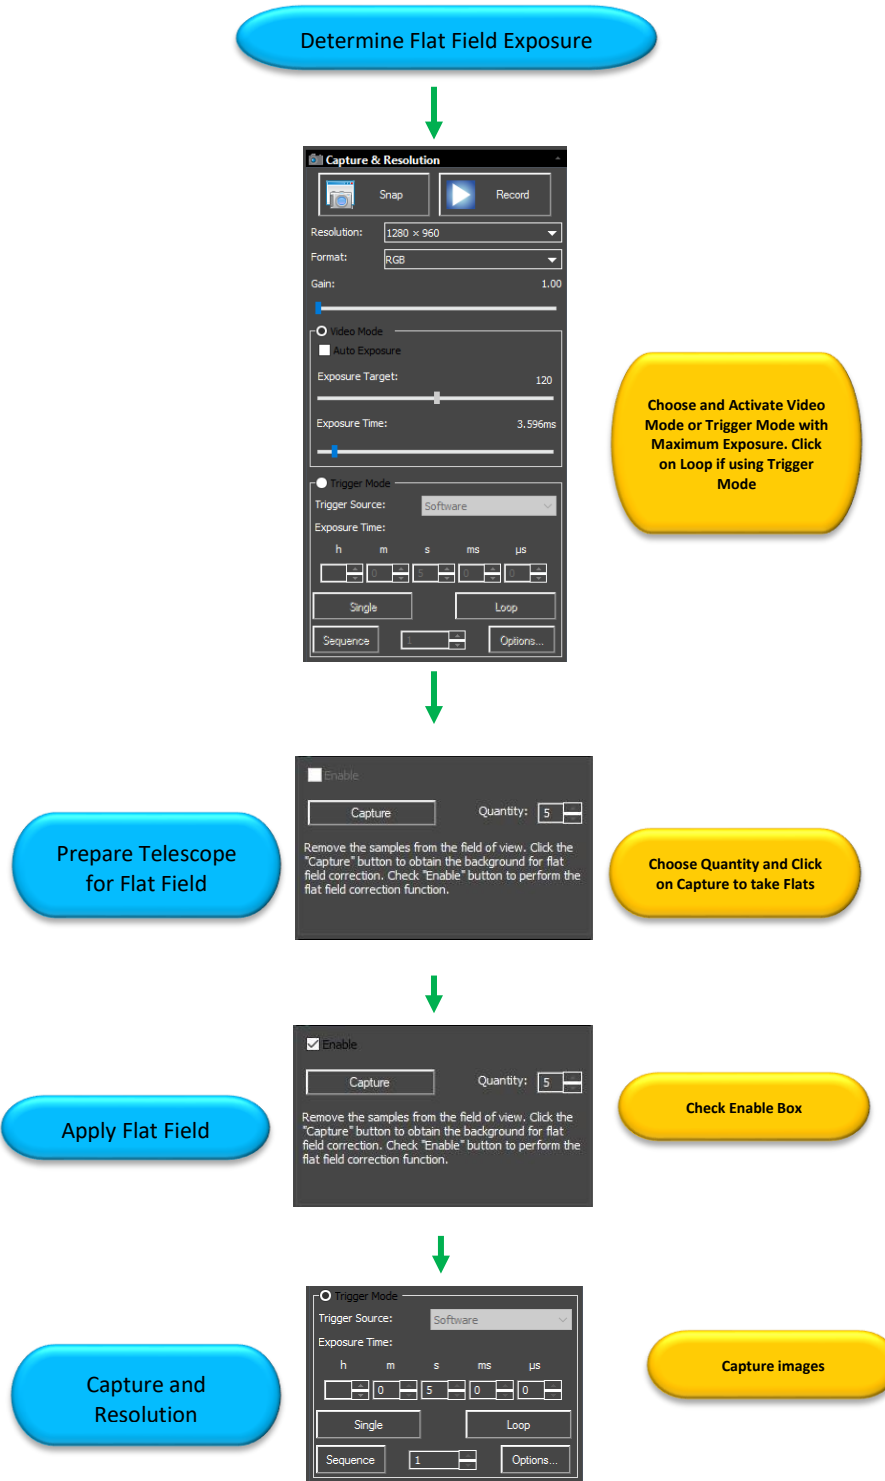 Determine Flat Field Exposure
Capture & Resolution
Snap
Record
Resolution:
1280 × 960
Format:
RGB
Gain:
1.00
Video Mode
Auto Exposure
Exposure Target:
120
Exposure Time:
3.596ms
Trigger Mode
Trigger Source:
Software
Exposure Time:
h m s ms µs
0 5 0 0
Single
Loop
Sequence
1
Options...
Choose and Activate Video
Mode or Trigger Mode with
Maximum Exposure. Click
on Loop if using Trigger
Mode
Prepare Telescope
for Flat Field
Enable
Capture
Quantity:
5
Remove the samples from the field of view. Click the
"Capture" button to obtain the background for flat
field correction. Check "Enable" button to perform the
flat field correction function.
Choose Quantity and Click
on Capture to take Flats
Apply Flat Field
Enable
Capture
Quantity:
5
Remove the samples from the field of view. Click the
"Capture" button to obtain the background for flat
field correction. Check "Enable" button to perform the
flat field correction function.
Check Enable Box
Capture and
Resolution
Trigger Mode
Trigger Source:
Software
Exposure Time:
h m s ms µs
0 5 0 0
Single
Loop
Sequence
1
Options...
Capture images